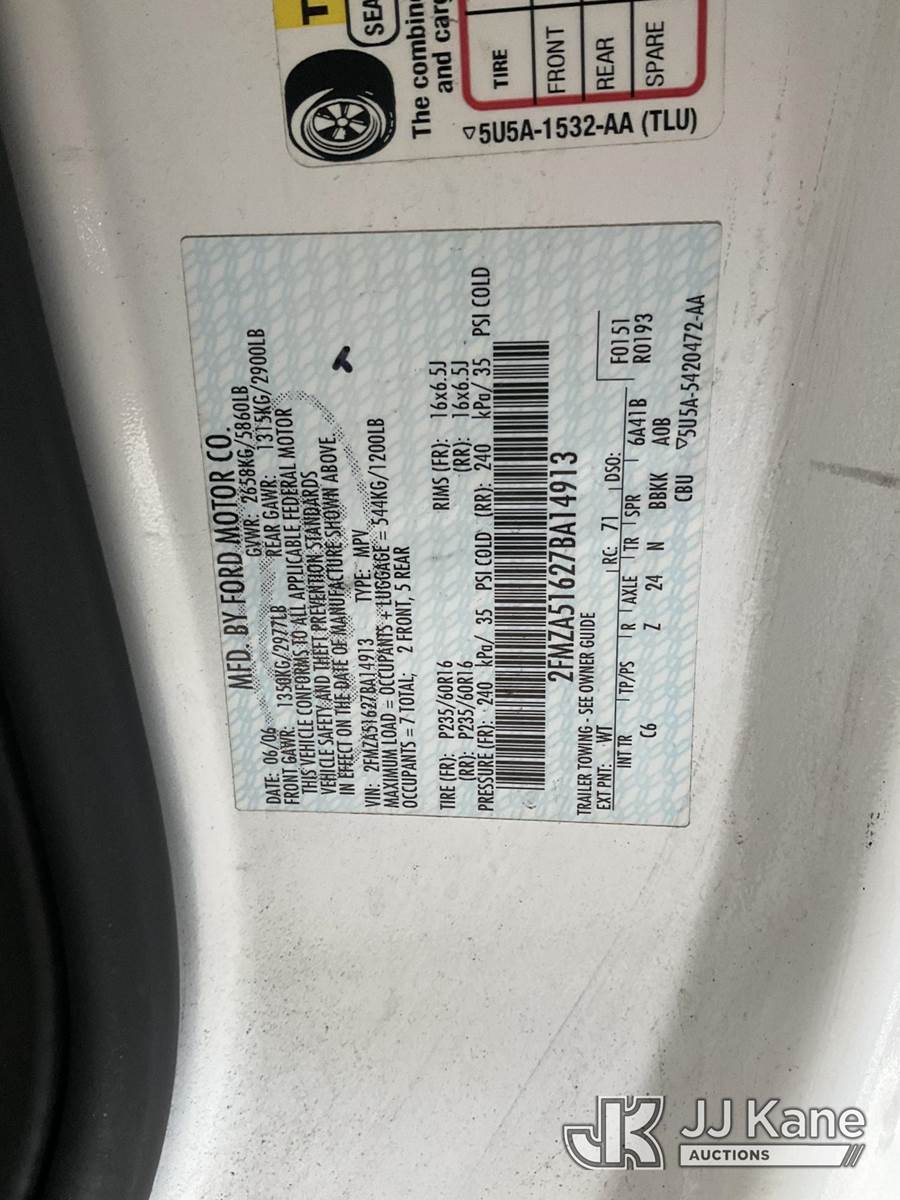 T
SEA
The combine
and carg
TIRE
FRONT
REAR
SPARE
5U5A-1532-AA (TLU)
MFD. BY FORD MOTOR CO.
DATE: 06/06 GVWR: 2658KG/5860LB
FRONT GAWR: 1350KG/2977LB REAR GAWR: 1315KG/2900LB
THIS VEHICLE CONFORMS TO ALL APPLICABLE FEDERAL MOTOR
VEHICLE SAFETY AND THEFT PREVENTION STANDARDS
IN EFFECT ON THE DATE OF MANUFACTURE SHOWN ABOVE.
VIN: 2FMZA51627BA14913 TYPE: MPV
MAXIMUM LOAD = OCCUPANTS + LUGGAGE = 544KG/1200LB
OCCUPANTS = 7 TOTAL; 2 FRONT, 5 REAR
TIRE (FR): P235/60R16 RIMS (FR): 16x6.5J
(RR): P235/60R16 (RR): 16x6.5J
PRESSURE (FR): 240 kPa/ 35 PSI COLD (RR): 240 kPa/ 35 PSI COLD
2FMZA51627BA14913
TRAILER TOWING - SEE OWNER GUIDE
EXT PNT: WT RC: 71 DSO: F0151
INT TR TP/PS R AXLE TR SPR 6A41B R0193
C6 Z 24 N BBKK A0B
CBU 5U5A-5420472-AA
JK JJ Kane
AUCTIONS